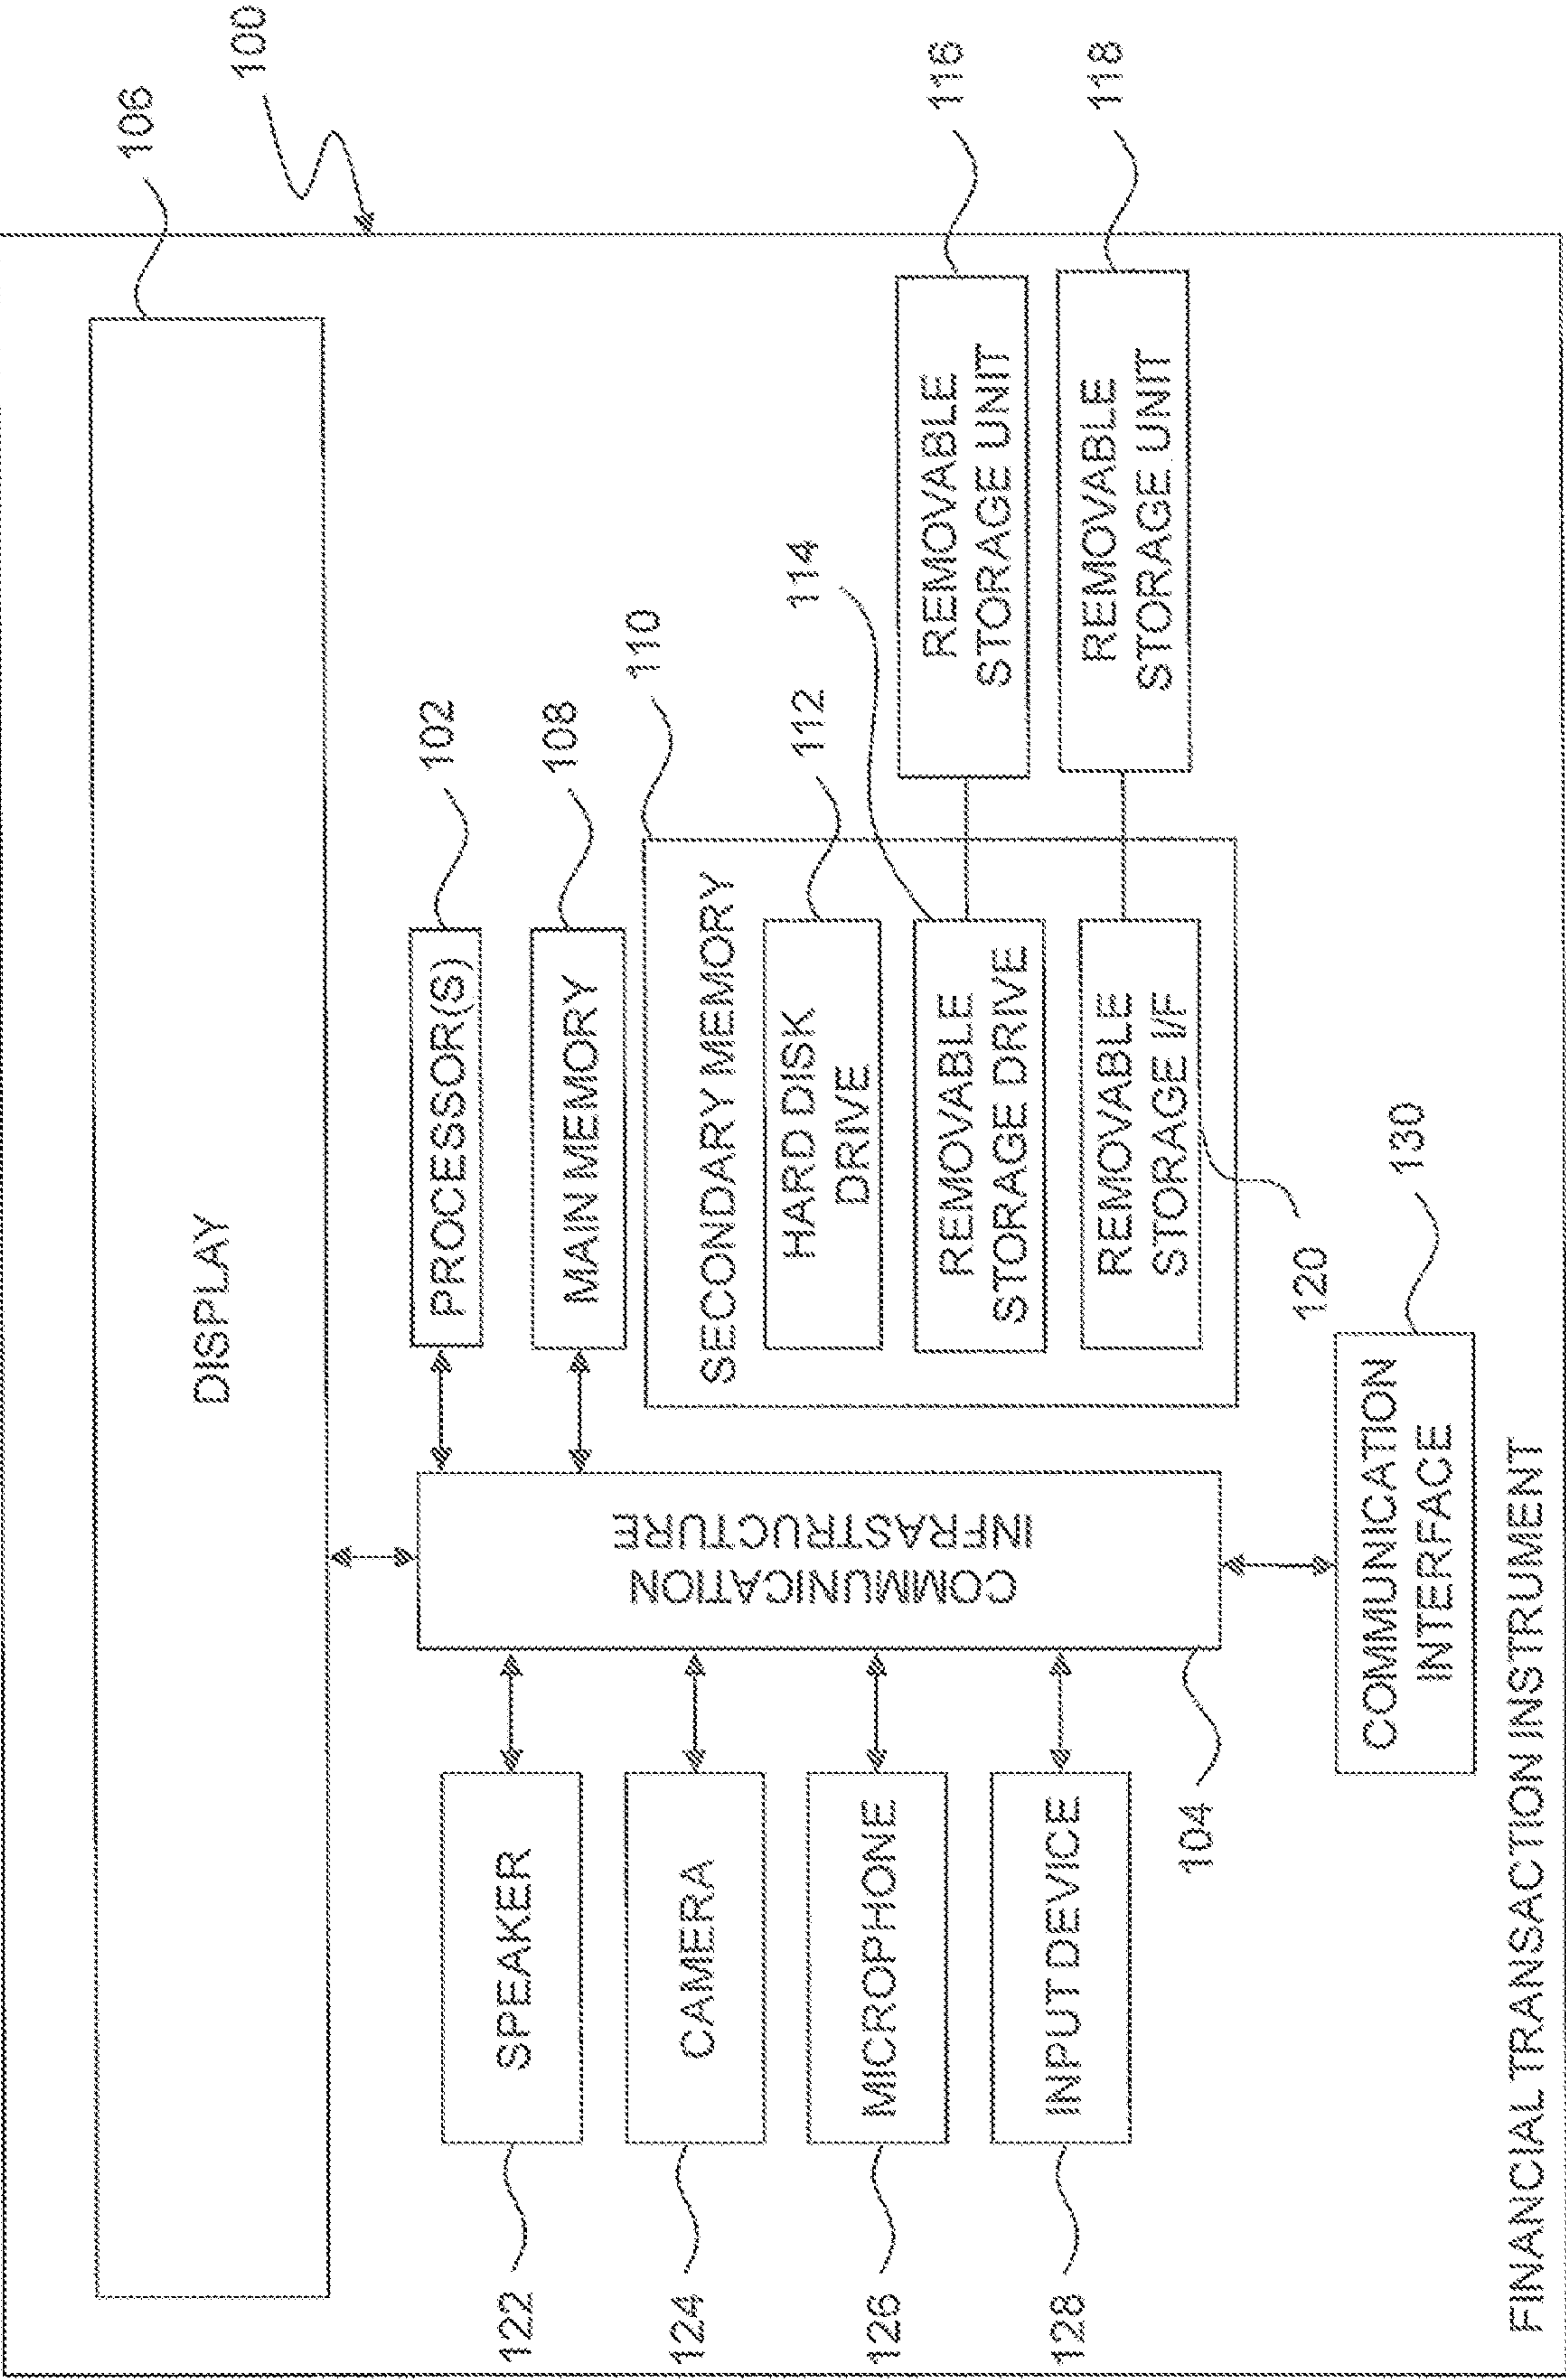 100
106
DISPLAY
PROCESSOR(S)
102
MAIN MEMORY
108
110
SECONDARY MEMORY
HARD DISK
DRIVE
112
REMOVABLE
STORAGE DRIVE
114
REMOVABLE
STORAGE UNIT
116
REMOVABLE
STORAGE I/F
120
REMOVABLE
STORAGE UNIT
118
COMMUNICATION
INFRASTRUCTURE
104
122
SPEAKER
124
CAMERA
126
MICROPHONE
128
INPUT DEVICE
COMMUNICATION
INTERFACE
130
FINANCIAL TRANSACTION INSTRUMENT